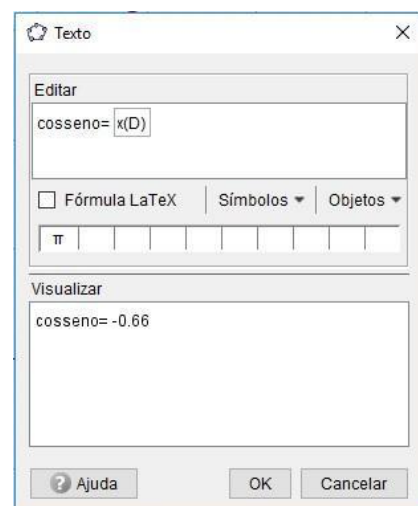 Texto
Editar
cosseno= x(D)
Fórmula LaTeX Símbolos Objetos
π
Visualizar
cosseno= -0.66
? Ajuda OK Cancelar